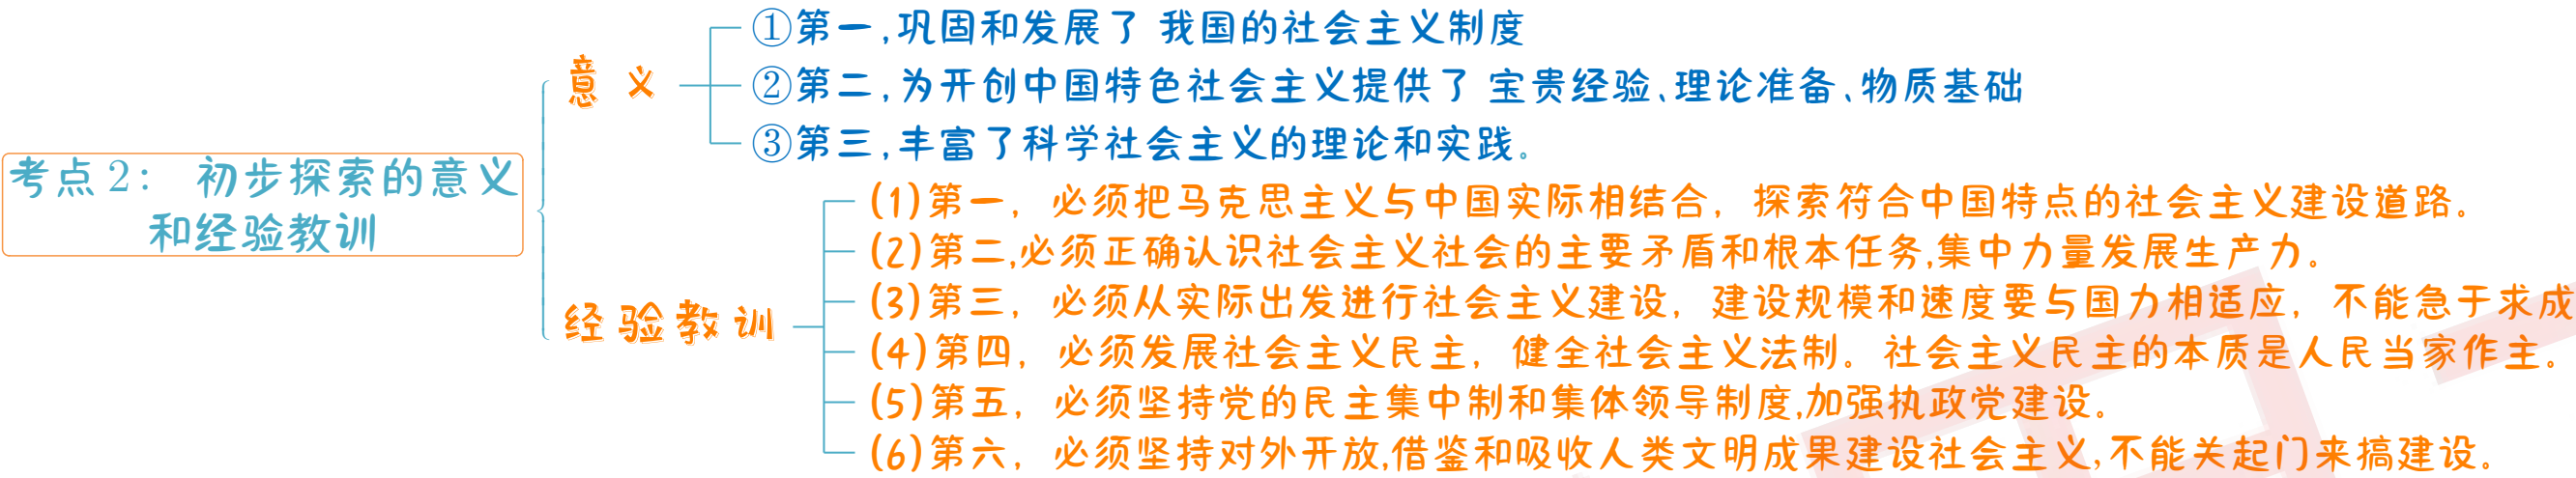 考点2： 初步探索的意义
和经验教训
意 义
①第一,巩固和发展了 我国的社会主义制度
②第二,为开创中国特色社会主义提供了 宝贵经验、理论准备、物质基础
③第三,丰富了科学社会主义的理论和实践。
经验教训
(1)第一，必须把马克思主义与中国实际相结合，探索符合中国特点的社会主义建设道路。
(2)第二,必须正确认识社会主义社会的主要矛盾和根本任务,集中力量发展生产力。
(3)第三，必须从实际出发进行社会主义建设，建设规模和速度要与国力相适应，不能急于求成
(4)第四，必须发展社会主义民主，健全社会主义法制。社会主义民主的本质是人民当家作主。
(5)第五，必须坚持党的民主集中制和集体领导制度,加强执政党建设。
(6)第六，必须坚持对外开放,借鉴和吸收人类文明成果建设社会主义,不能关起门来搞建设。